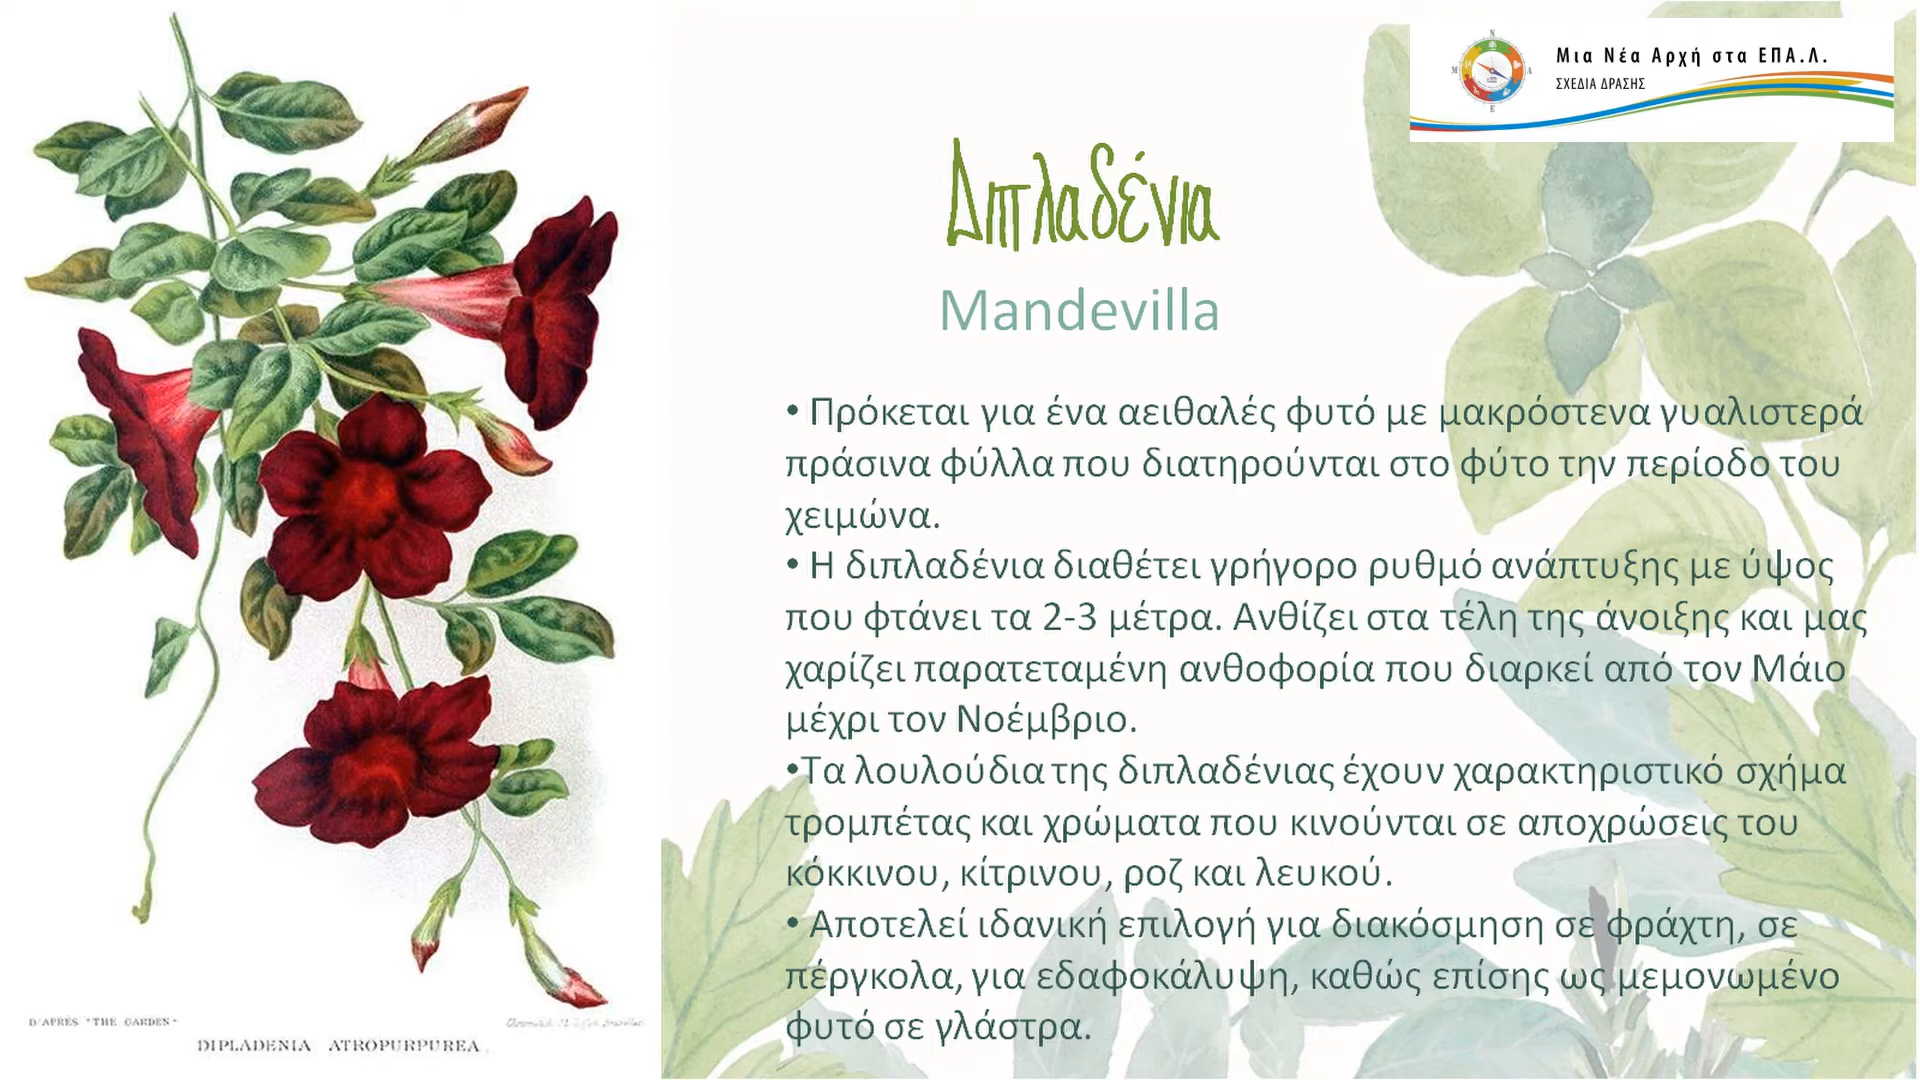 Μια Νέα Αρχή στα ΕΠΑ.Λ.
ΣΧΕΔΙΑ ΔΡΑΣΗΣ
N
M
Λ
E
Διπλαδένια
Mandevilla
• Πρόκεται για ένα αειθαλές φυτό με μακρόστενα γυαλιστερά
πράσινα φύλλα που διατηρούνται στο φύτο την περίοδο του
χειμώνα.
• Η διπλαδένια διαθέτει γρήγορο ρυθμό ανάπτυξης με ύψος
που φτάνει τα 2-3 μέτρα. Ανθίζει στα τέλη της άνοιξης και μας
χαρίζει παρατεταμένη ανθοφορία που διαρκεί από τον Μάιο
μέχρι τον Νοέμβριο.
•Τα λουλούδια της διπλαδένιας έχουν χαρακτηριστικό σχήμα
τρομπέτας και χρώματα που κινούνται σε αποχρώσεις του
κόκκινου, κίτρινου, ροζ και λευκού.
• Αποτελεί ιδανική επιλογή για διακόσμηση σε φράχτη, σε
πέργκολα, για εδαφοκάλυψη, καθώς επίσης ως μεμονωμένο
φυτό σε γλάστρα.
D'APRÈS "THE GARDEN"
DIPLADENIA ATROPURPUREA